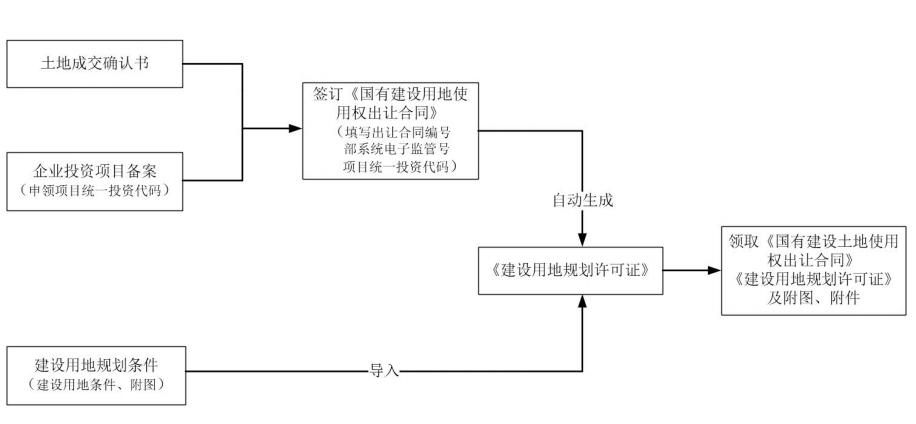 土地成交确认书
企业投资项目备案
（申领项目统一投资代码）
签订《国有建设用地使
用权出让合同》
（填写出让合同编号
部系统电子监管号
项目统一投资代码）
自动生成
《建设用地规划许可证》
领取《国有建设土地使用
权出让合同》
《建设用地规划许可证》
及附图、附件
建设用地规划条件
（建设用地条件、附图）
导入